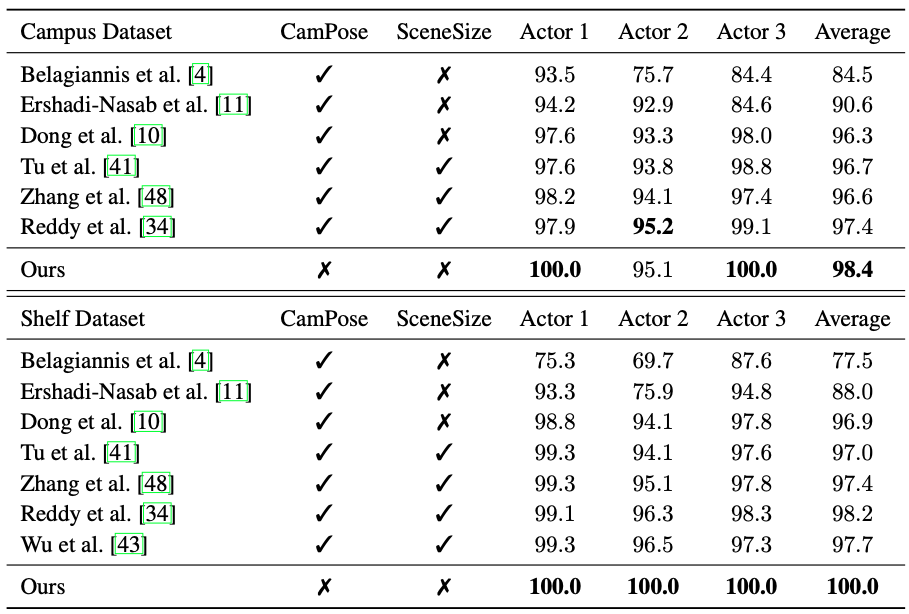 Campus Dataset CamPose SceneSize Actor 1 Actor 2 Actor 3 Average
Belagiannis et al. [4] ✓ ✗ 93.5 75.7 84.4 84.5
Ershadi-Nasab et al. [11] ✓ ✗ 94.2 92.9 84.6 90.6
Dong et al. [10] ✓ ✗ 97.6 93.3 98.0 96.3
Tu et al. [41] ✓ ✓ 97.6 93.8 98.8 96.7
Zhang et al. [48] ✓ ✓ 98.2 94.1 97.4 96.6
Reddy et al. [34] ✓ ✓ 97.9 95.2 99.1 97.4
Ours ✗ ✗ 100.0 95.1 100.0 98.4
Shelf Dataset CamPose SceneSize Actor 1 Actor 2 Actor 3 Average
Belagiannis et al. [4] ✓ ✗ 75.3 69.7 87.6 77.5
Ershadi-Nasab et al. [11] ✓ ✗ 93.3 75.9 94.8 88.0
Dong et al. [10] ✓ ✗ 98.8 94.1 97.8 96.9
Tu et al. [41] ✓ ✓ 99.3 94.1 97.6 97.0
Zhang et al. [48] ✓ ✓ 99.3 95.1 97.8 97.4
Reddy et al. [34] ✓ ✓ 99.1 96.3 98.3 98.2
Wu et al. [43] ✓ ✓ 99.3 96.5 97.3 97.7
Ours ✗ ✗ 100.0 100.0 100.0 100.0